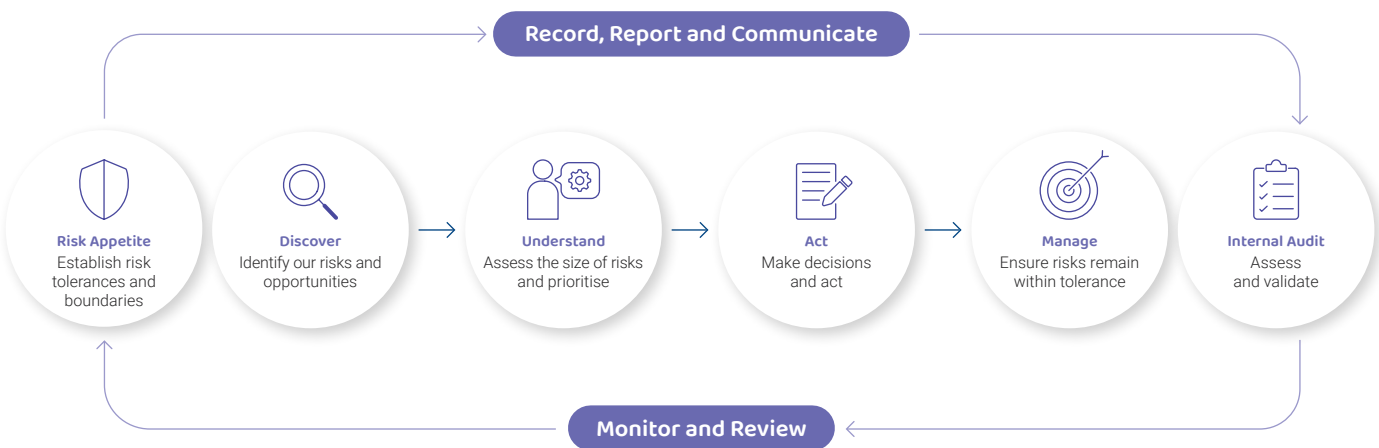 Record, Report and Communicate
Risk Appetite
Establish risk
tolerances and
boundaries
Discover
Identify our risks and
opportunities
Understand
Assess the size of risks
and prioritise
Act
Make decisions
and act
Manage
Ensure risks remain
within tolerance
Internal Audit
Assess
and validate
Monitor and Review